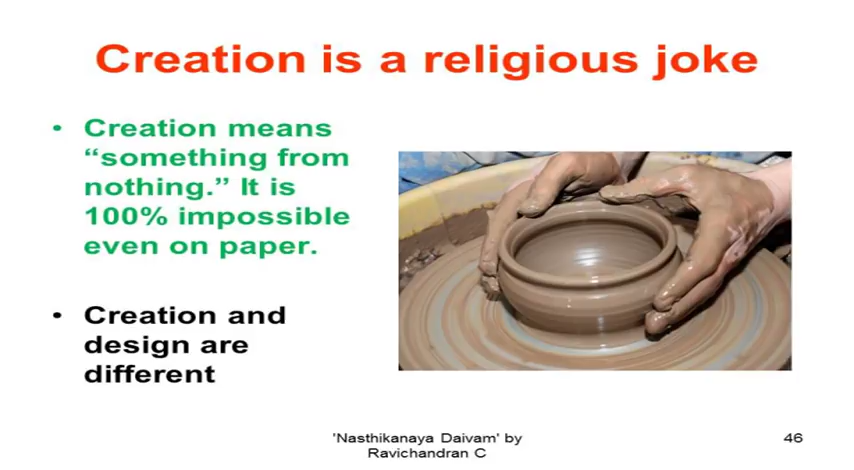 Creation is a religious joke
• Creation means
“something from
nothing.” It is
100% impossible
even on paper.
• Creation and
design are
different
'Nasthikanaya Daivam' by
Ravichandran C
46